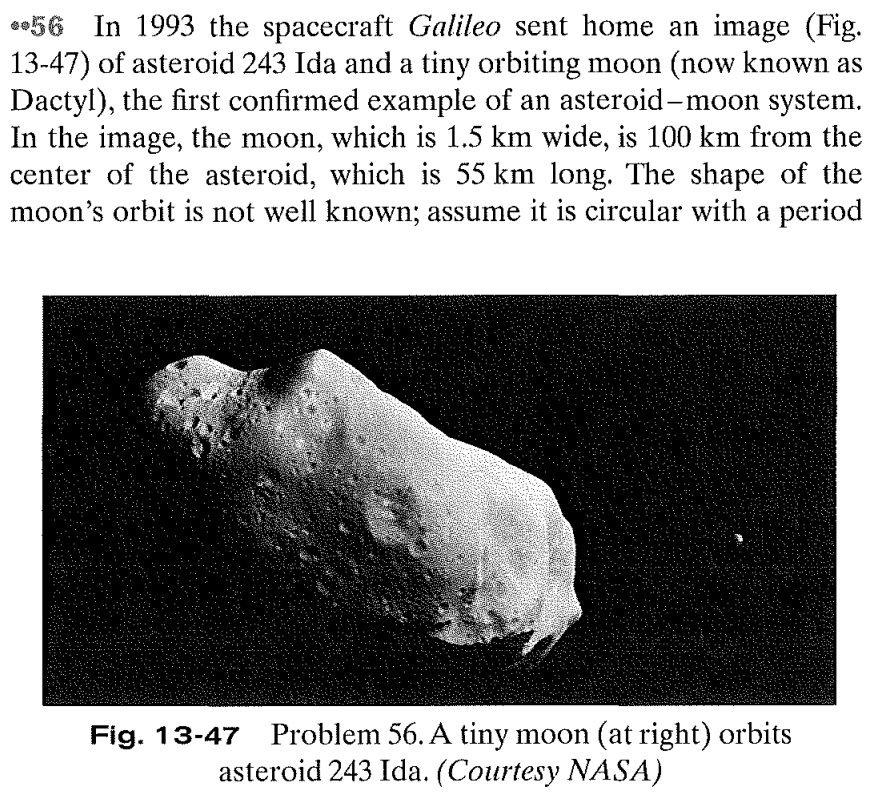 ••56 In 1993 the spacecraft Galileo sent home an image (Fig.
13-47) of asteroid 243 Ida and a tiny orbiting moon (now known as
Dactyl), the first confirmed example of an asteroid–moon system.
In the image, the moon, which is 1.5 km wide, is 100 km from the
center of the asteroid, which is 55 km long. The shape of the
moon's orbit is not well known; assume it is circular with a period
Fig. 13-47 Problem 56. A tiny moon (at right) orbits
asteroid 243 Ida. (Courtesy NASA)